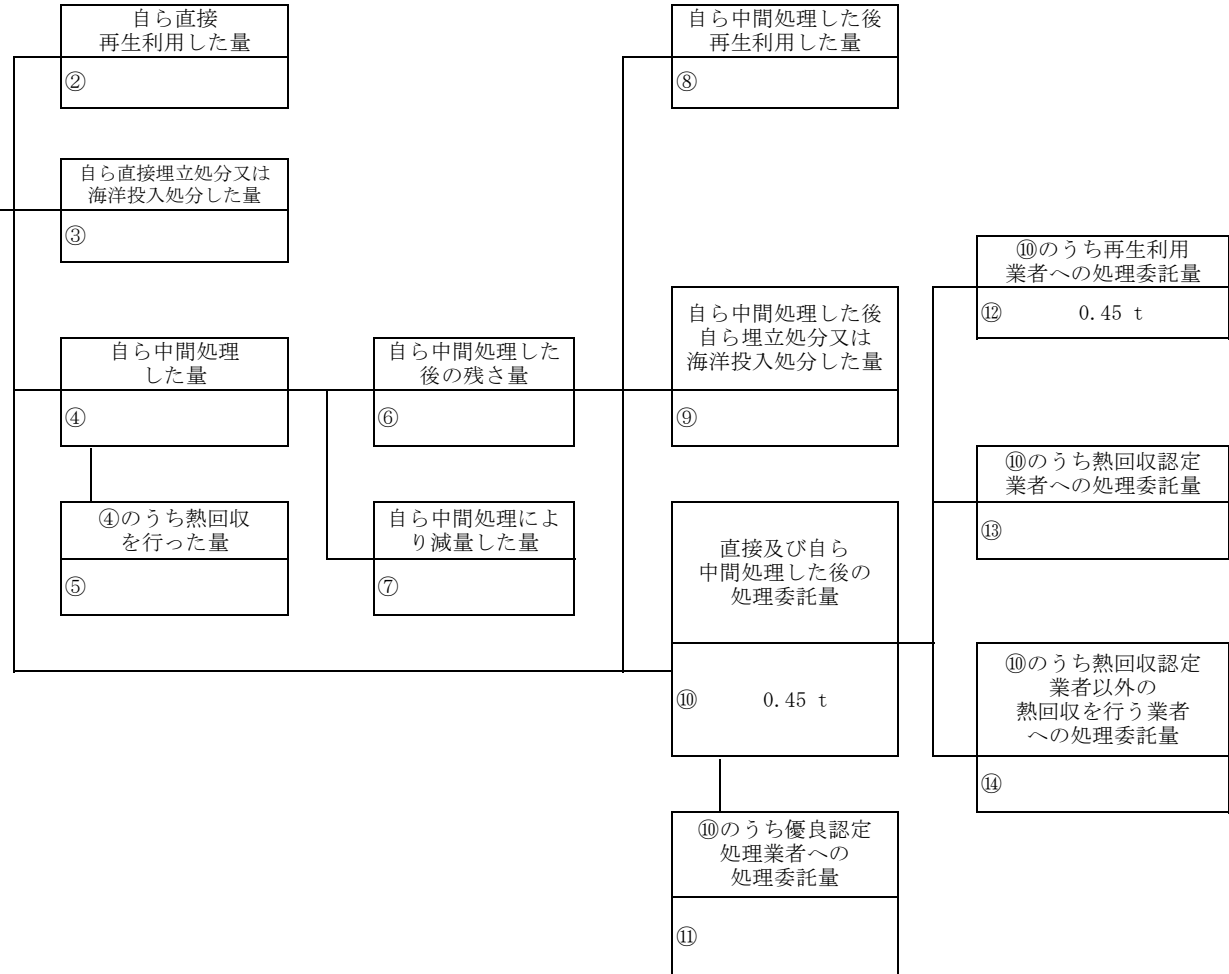 自ら直接
再生利用した量
②
自ら直接埋立処分又は
海洋投入処分した量
③
自ら中間処理
した量
④
④のうち熱回収
を行った量
⑤
自ら中間処理した
後の残さ量
⑥
自ら中間処理によ
り減量した量
⑦
自ら中間処理した後
再生利用した量
⑧
自ら中間処理した後
自ら埋立処分又は
海洋投入処分した量
⑨
直接及び自ら
中間処理した後の
処理委託量
⑩ 0.45 t
⑩のうち優良認定
処理業者への
処理委託量
⑪
⑩のうち再生利用
業者への処理委託量
⑫ 0.45 t
⑩のうち熱回収認定
業者への処理委託量
⑬
⑩のうち熱回収認定
業者以外の
熱回収を行う業者
への処理委託量
⑭